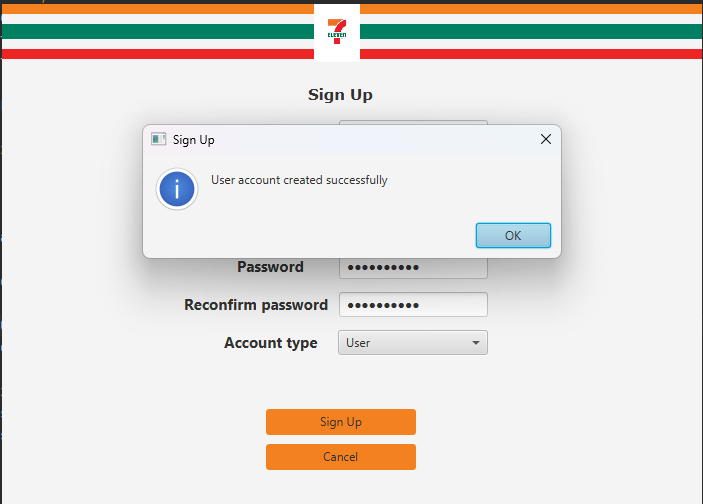 7
ELEVEN
Sign Up
Sign Up
i
User account created successfully
OK
Password ••••••••••
Reconfirm password ••••••••••
Account type User
Sign Up
Cancel